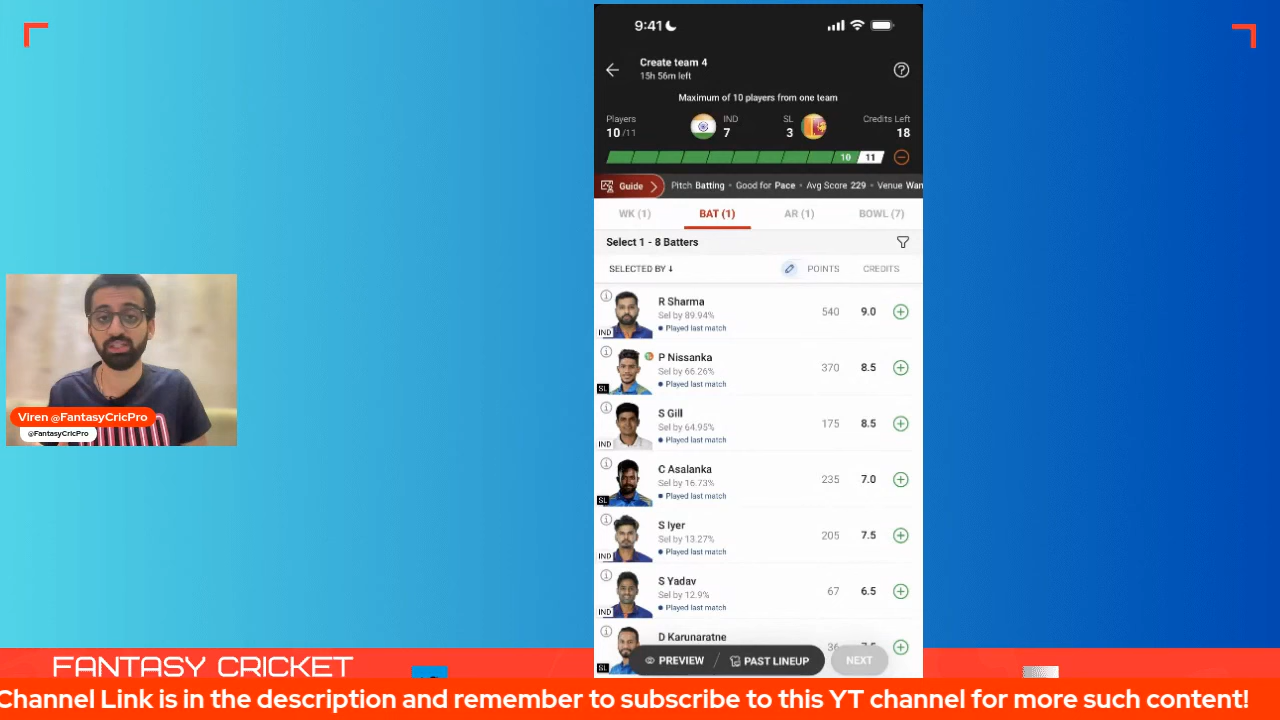 9:41
Create team 4
15h 56m left
Maximum of 10 players from one team
Players
10/11
IND
7
SL
3
Credits Left
18
10 11
Guide
Pitch Batting • Good for Pace • Avg Score 229 • Venue Wan
WK (1) BAT (1) AR (1) BOWL (7)
Select 1 - 8 Batters
SELECTED BY ↓ POINTS CREDITS
R Sharma
Sel by 89.94%
Played last match
IND
540 9.0
P Nissanka
Sel by 66.26%
Played last match
SL
370 8.5
S Gill
Sel by 64.95%
Played last match
IND
175 8.5
C Asalanka
Sel by 16.73%
Played last match
SL
235 7.0
S Iyer
Sel by 13.27%
Played last match
IND
205 7.5
S Yadav
Sel by 12.9%
Played last match
IND
67 6.5
D Karunaratne
SL
PREVIEW / PAST LINEUP
NEXT
Viren @FantasyCricPro
@FantasyCricPro
FANTASY CRICKET
Channel Link is in the description and remember to subscribe to this YT channel for more such content!